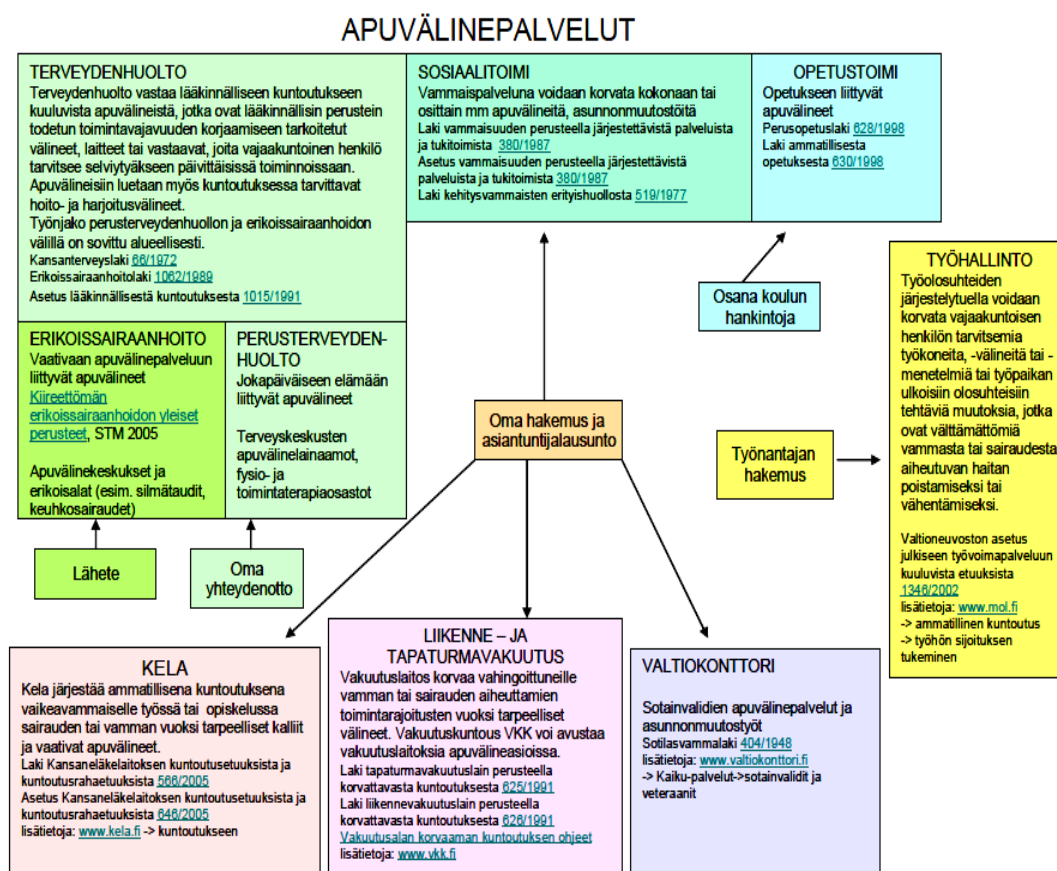 APUVÄLINEPALVELUT
TERVEYDENHUOLTO
Terveydenhuolto vastaa lääkinnälliseen kuntoutukseen
kuuluvista apuvälineistä, jotka ovat lääkinnällisin perustein
todetun toimintavajavuuden korjaamiseen tarkoitetut
välineet, laitteet tai vastaavat, joita vajaakuntoinen henkilö
tarvitsee selviytyäkseen päivittäisissä toiminnoissaan.
Apuvälineisiin luetaan myös kuntoutuksessa tarvittavat
hoito- ja harjoitusvälineet.
Työnjako perusterveydenhuollon ja erikoissairaanhoidon
välillä on sovittu alueellisesti.
Kansanterveyslaki 66/1972
Erikoissairaanhoitolaki 1062/1989
Asetus lääkinnällisestä kuntoutuksesta 1015/1991
SOSIAALITOIMI
Vammaispalveluna voidaan korvata kokonaan tai
osittain mm apuvälineitä, asunnonmuutostöitä
Laki vammaisuuden perusteella järjestettävistä palveluista
ja tukitoimista 380/1987
Asetus vammaisuuden perusteella järjestettävistä
palveluista ja tukitoimista 380/1987
Laki kehitysvammaisten erityishuollosta 519/1977
OPETUSTOIMI
Opetukseen liittyvät
apuvälineet
Perusopetuslaki 628/1998
Laki ammatillisesta
opetuksesta 630/1998
ERIKOISSAIRAANHOITO
Vaativaan apuvälinepalveluun
liittyvät apuvälineet
Kiireettömän
erikoissairaanhoidon yleiset
perusteet, STM 2005
Apuvälinekeskukset ja
erikoisalat (esim. silmätaudit,
keuhkosairaudet)
PERUSTERVEYDEN-
HUOLTO
Jokapäiväiseen elämään
liittyvät apuvälineet
Terveyskeskusten
apuvälinelainaamot,
fysio- ja
toimintaterapiaosastot
Osana koulun
hankintoja
TYÖHALLINTO
Työolosuhteiden
järjestelytuella voidaan
korvata vajaakuntoisen
henkilön tarvitsemia
työkoneita, -välineitä tai -
menetelmiä tai työpaikan
ulkoisiin olosuhteisiin
tehtäviä muutoksia, jotka
ovat välttämättömiä
vammasta tai sairaudesta
aiheutuvan haitan
poistamiseksi tai
vähentämiseksi.
Valtioneuvoston asetus
julkiseen työvoimapalveluun
kuuluvista etuuksista
1346/2002
lisätietoja: www.mol.fi
-> ammatillinen kuntoutus
-> työhön sijoituksen
tukeminen
Oma hakemus ja
asiantuntijalausunto
Työnantajan
hakemus
Lähete
Oma
yhteydenotto
KELA
Kela järjestää ammatillisena kuntoutuksena
vaikeavammaiselle työssä tai opiskelussa
sairauden tai vamman vuoksi tarpeelliset kalliit
ja vaativat apuvälineet.
Laki Kansaneläkelaitoksen kuntoutusetuuksista ja
kuntoutusrahaetuuksista 566/2005
Asetus Kansaneläkelaitoksen kuntoutusetuuksista ja
kuntoutusrahaetuuksista 646/2005
lisätietoja: www.kela.fi -> kuntoutukseen
LIIKENNE – JA
TAPATURMAVAKUUTUS
Vakuutuslaitos korvaa vahingoittuneille
vamman tai sairauden aiheuttamien
toimintarajoitusten vuoksi tarpeelliset
välineet. Vakuutuskuntous VKK voi avustaa
vakuutuslaitoksia apuvälineasioissa.
Laki tapaturmavakuutuslain perusteella
korvattavasta kuntoutuksesta 625/1991
Laki liikennevakuutuslain perusteella
korvattavasta kuntoutuksesta 626/1991
Vakuutusalan korvaaman kuntoutuksen ohjeet
lisätietoja: www.vkk.fi
VALTIOKONTTORI
Sotainvalidien apuvälinepalvelut ja
asunnonmuutostyöt
Sotilasvammalaki 404/1948
lisätietoja: www.valtiokonttori.fi
-> Kaiku-palvelut->sotainvalidit ja
veteraanit